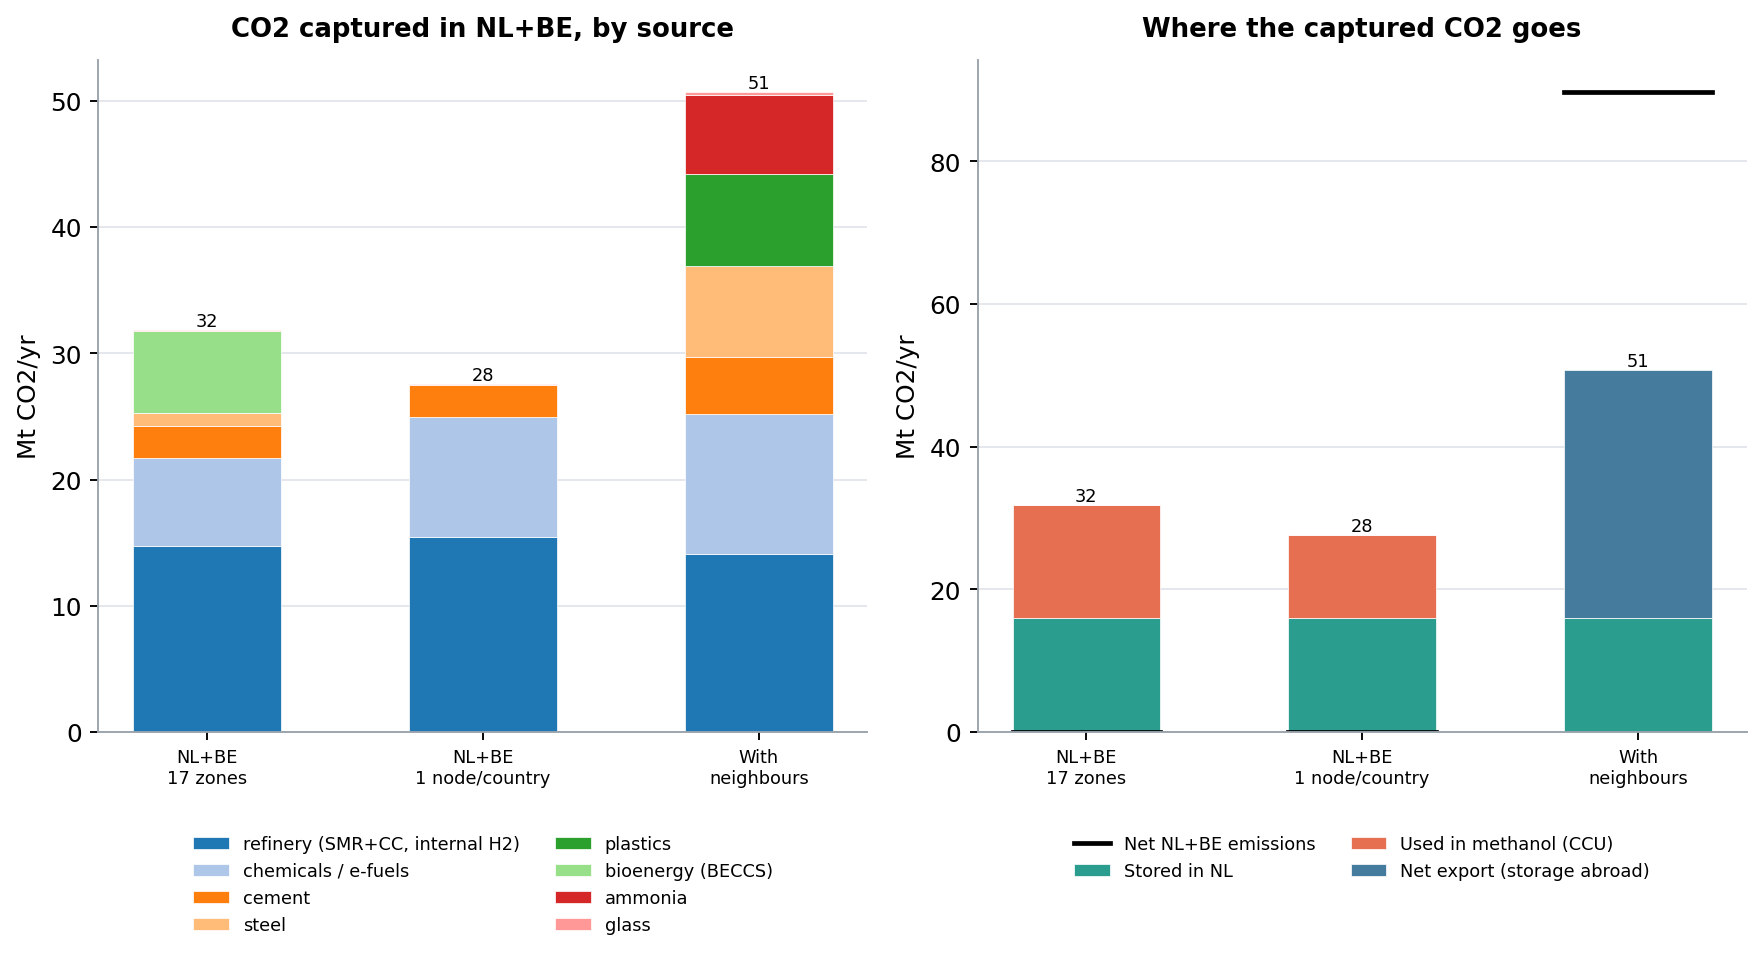 CO2 captured in NL+BE, by source
Mt CO2/yr
50
40
30
20
10
0
32
28
51
NL+BE
17 zones
NL+BE
1 node/country
With
neighbours
refinery (SMR+CC, internal H2)
chemicals / e-fuels
cement
steel
plastics
bioenergy (BECCS)
ammonia
glass
Where the captured CO2 goes
Mt CO2/yr
80
60
40
20
0
32
28
51
NL+BE
17 zones
NL+BE
1 node/country
With
neighbours
Net NL+BE emissions
Stored in NL
Used in methanol (CCU)
Net export (storage abroad)